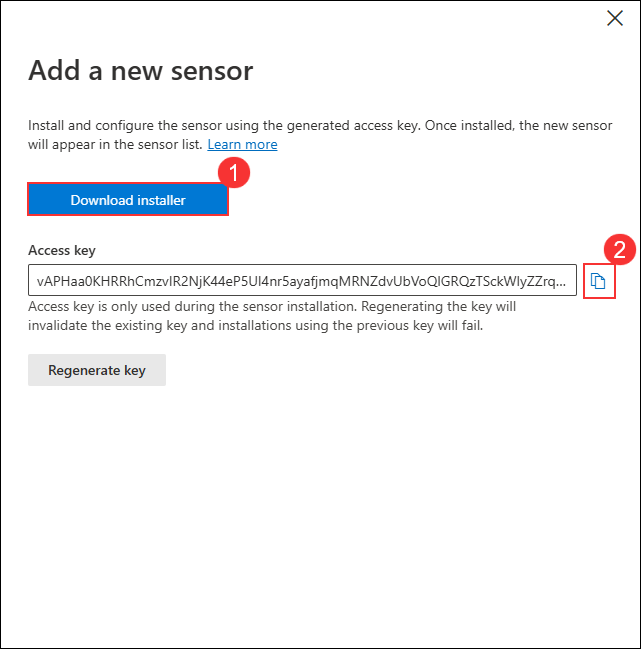 Add a new sensor
Install and configure the sensor using the generated access key. Once installed, the new sensor
will appear in the sensor list. Learn more
1
Download installer
2
Access key
vAPHaa0KHRRhCmzvIR2NjK44eP5UI4nr5ayafjmqMRNZdvUbVoQIGRQzTSckWlyZZrq...
Access key is only used during the sensor installation. Regenerating the key will
invalidate the existing key and installations using the previous key will fail.
Regenerate key